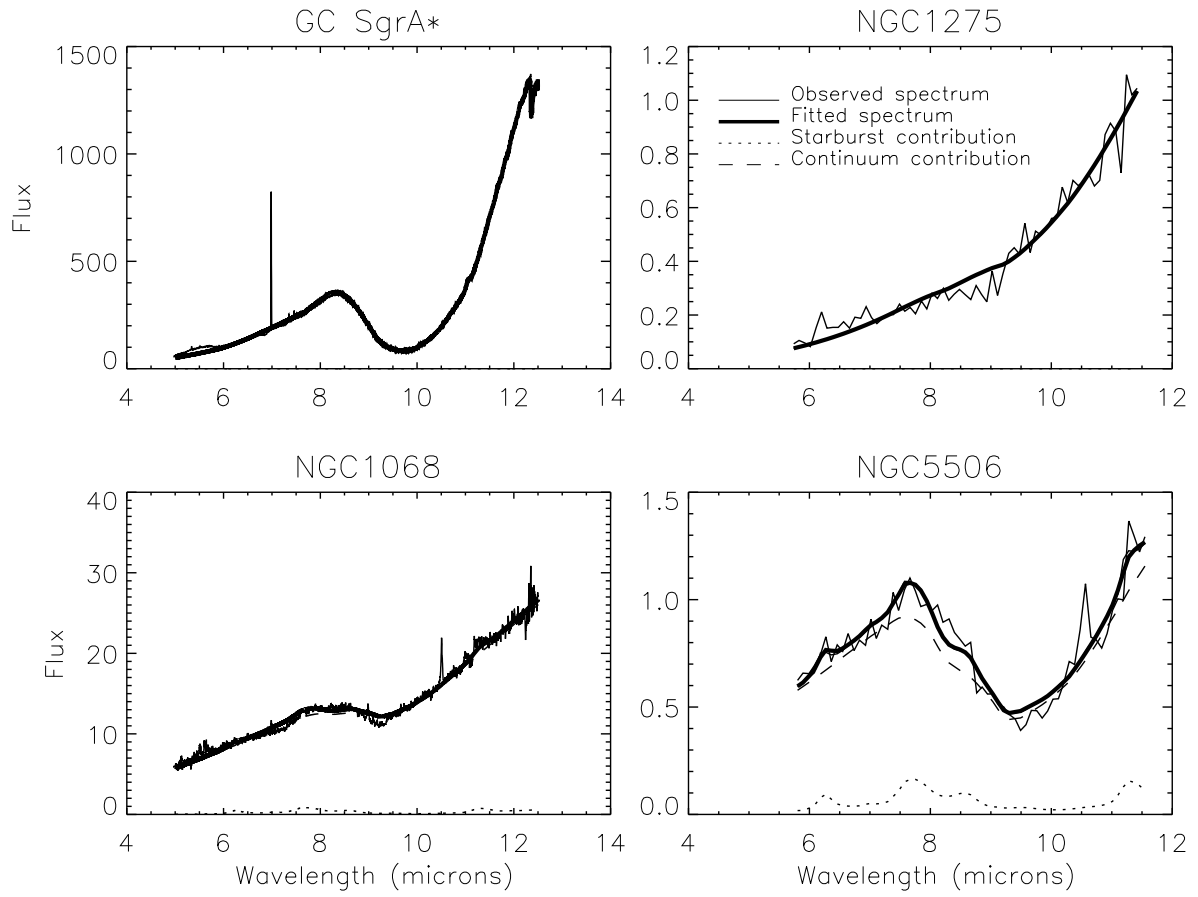 GC SgrA*
NGC1275
1500
1000
500
0
Flux
4 6 8 10 12 14
1.2
1.0
0.8
0.6
0.4
0.2
0.0
Observed spectrum
Fitted spectrum
Starburst contribution
Continuum contribution
4 6 8 10 12
NGC1068
NGC5506
40
30
20
10
0
Flux
4 6 8 10 12 14
Wavelength (microns)
1.5
1.0
0.5
0.0
4 6 8 10 12
Wavelength (microns)